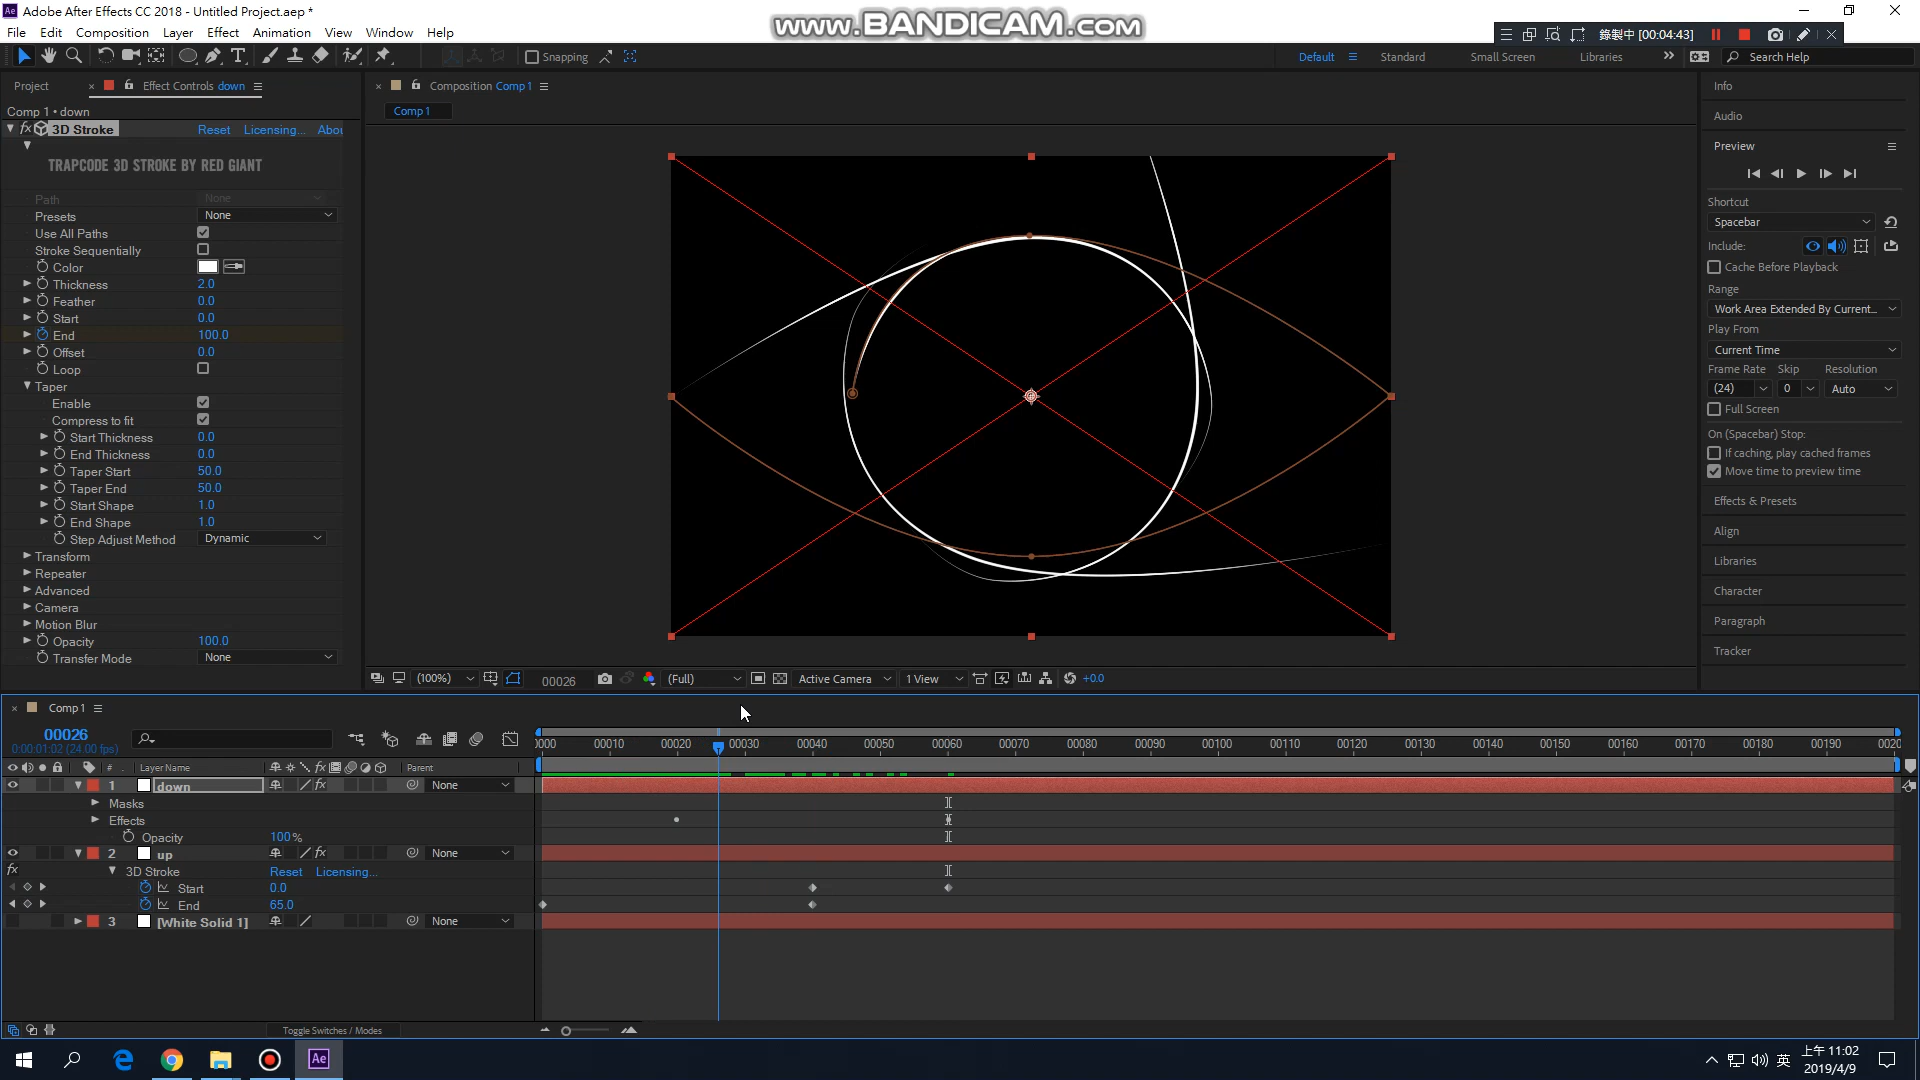 Adobe After Effects CC 2018 - Untitled Project.aep *
www.BANDICAM.com
File Edit Composition Layer Effect Animation View Window Help
錄製中 [00:04:43]
Snapping
Default Standard Small Screen Libraries Search Help
Project
Effect Controls down
Comp 1 • down
3D Stroke Reset Licensing... Abou
TRAPCODE 3D STROKE BY RED GIANT
Path None
Presets None
Use All Paths
Stroke Sequentially
Color
Thickness 2.0
Feather 0.0
Start 0.0
End 100.0
Offset 0.0
Loop
Taper
Enable
Compress to fit
Start Thickness 0.0
End Thickness 0.0
Taper Start 50.0
Taper End 50.0
Start Shape 1.0
End Shape 1.0
Step Adjust Method Dynamic
Transform
Repeater
Advanced
Camera
Motion Blur
Opacity 100.0
Transfer Mode None
Composition Comp 1
Comp 1
(100%) 00026 (Full) Active Camera 1 View +0.0
Info
Audio
Preview
Shortcut
Spacebar
Include:
Cache Before Playback
Range
Work Area Extended By Current...
Play From
Current Time
Frame Rate Skip Resolution
(24) 0 Auto
Full Screen
On (Spacebar) Stop:
If caching, play cached frames
Move time to preview time
Effects & Presets
Align
Libraries
Character
Paragraph
Tracker
Comp 1
00026
0:00:01:02 (24.00 fps)
0000 00010 00020 00030 00040 00050 00060 00070 00080 00090 00100 00110 00120 00130 00140 00150 00160 00170 00180 00190 0020
# Layer Name Parent
1 down None
Masks
Effects
Opacity 100%
2 up None
3D Stroke Reset Licensing...
Start 0.0
End 65.0
3 [White Solid 1] None
Toggle Switches / Modes
英
上午 11:02
2019/4/9